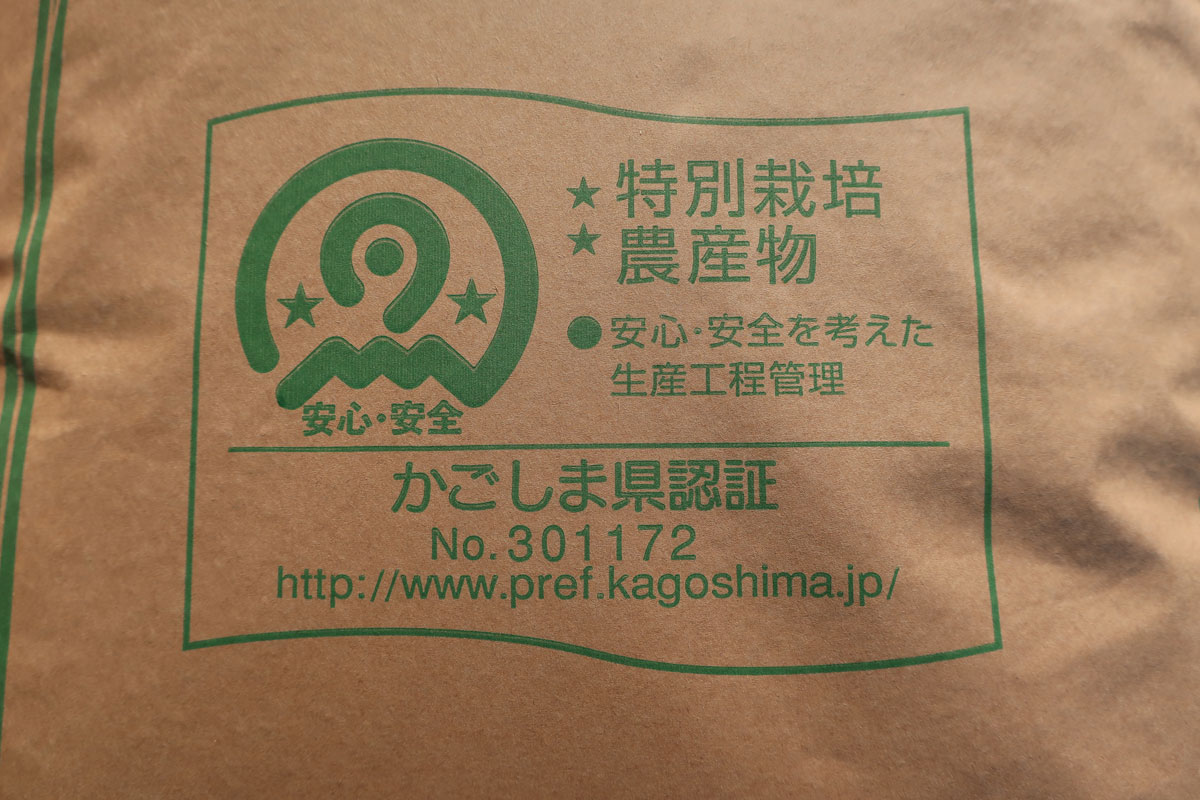 ★特別栽培
★農産物
●安心・安全を考えた
生産工程管理
安心・安全
かごしま県認証
No.301172
http://www.pref.kagoshima.jp/